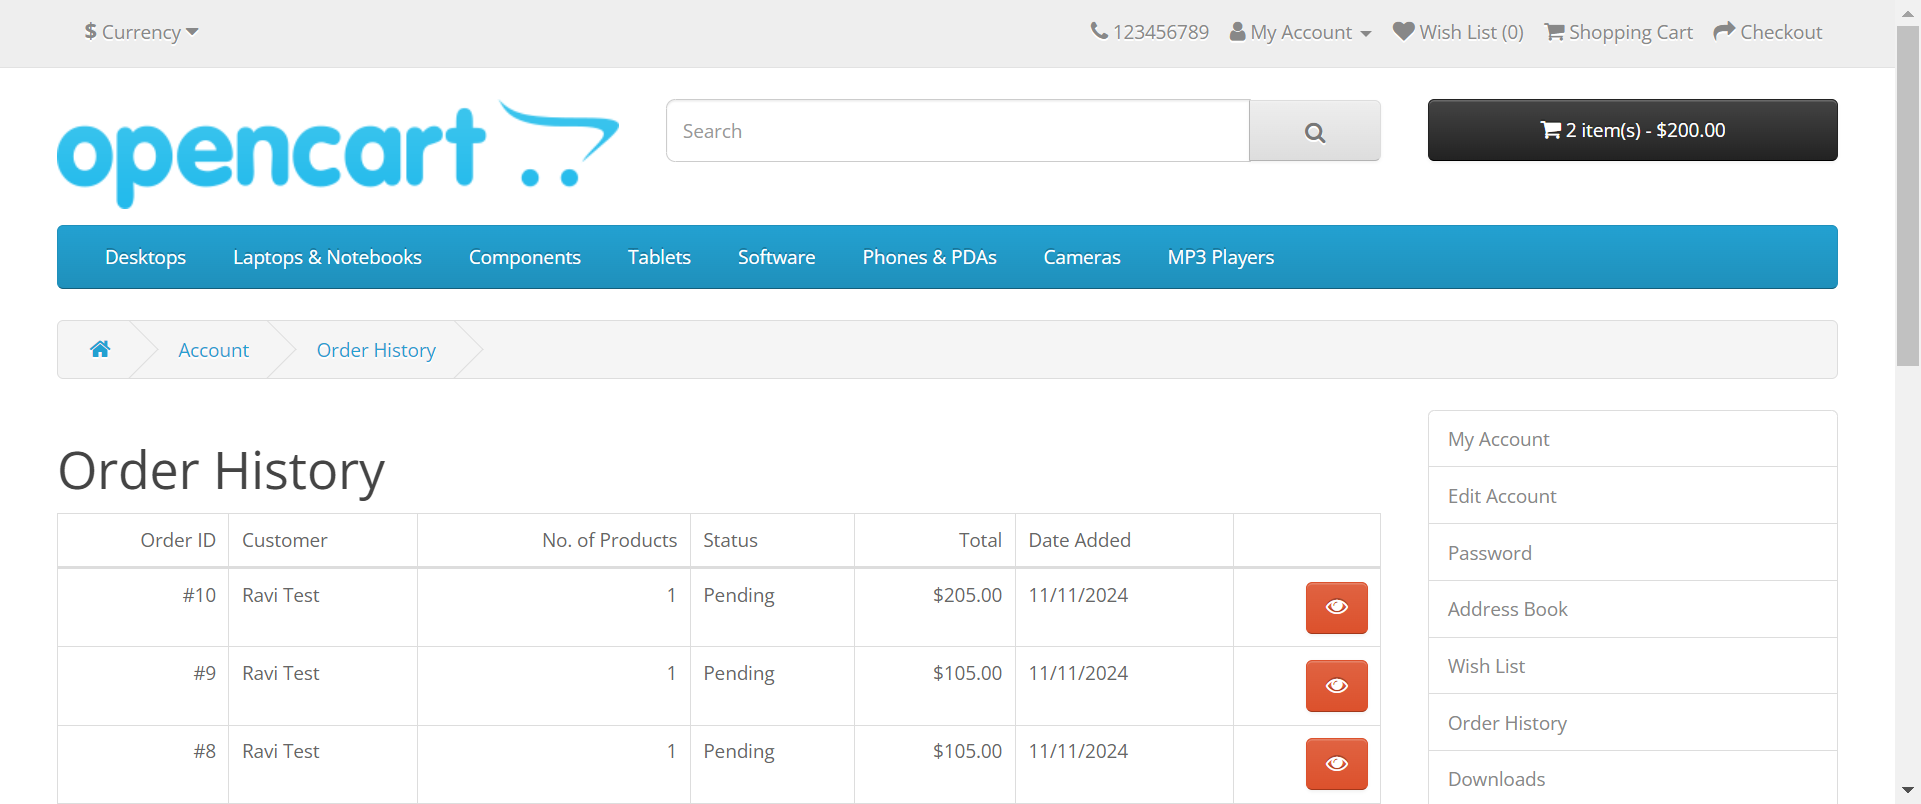 $ Currency
123456789 My Account Wish List (0) Shopping Cart Checkout
opencart
Search
2 item(s) - $200.00
Desktops Laptops & Notebooks Components Tablets Software Phones & PDAs Cameras MP3 Players
Account Order History
Order History
Order ID Customer No. of Products Status Total Date Added
#10 Ravi Test 1 Pending $205.00 11/11/2024
#9 Ravi Test 1 Pending $105.00 11/11/2024
#8 Ravi Test 1 Pending $105.00 11/11/2024
My Account
Edit Account
Password
Address Book
Wish List
Order History
Downloads